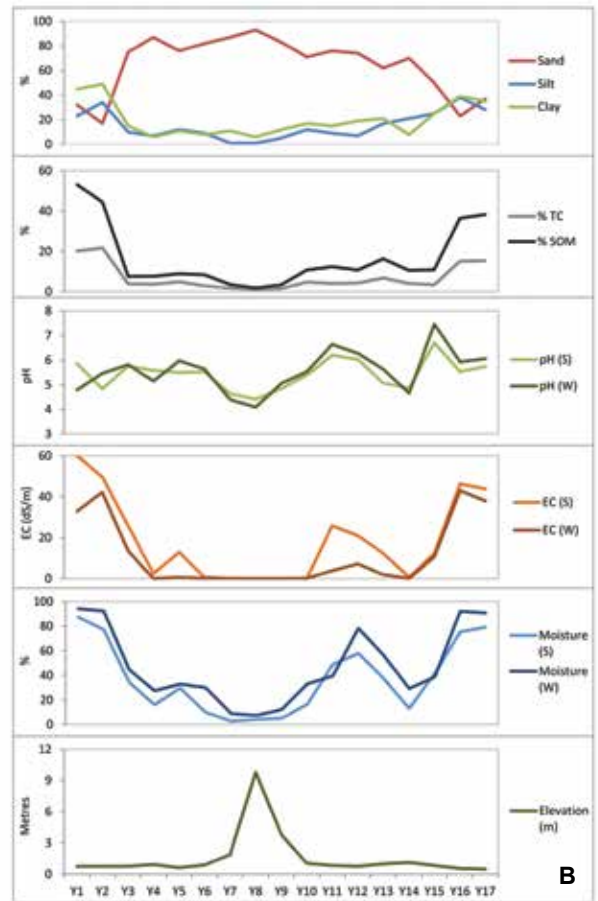 100
80
60
40
20
0
%
Sand
Silt
Clay
60
40
20
0
%
% TC
% SOM
8
7
6
5
4
3
pH
pH (S)
pH (W)
60
40
20
0
EC (dS/m)
EC (S)
EC (W)
100
80
60
40
20
0
%
Moisture
(S)
Moisture
(W)
12
9
6
3
0
Metres
Elevation
(m)
Y1 Y2 Y3 Y4 Y5 Y6 Y7 Y8 Y9 Y10 Y11 Y12 Y13 Y14 Y15 Y16 Y17
B